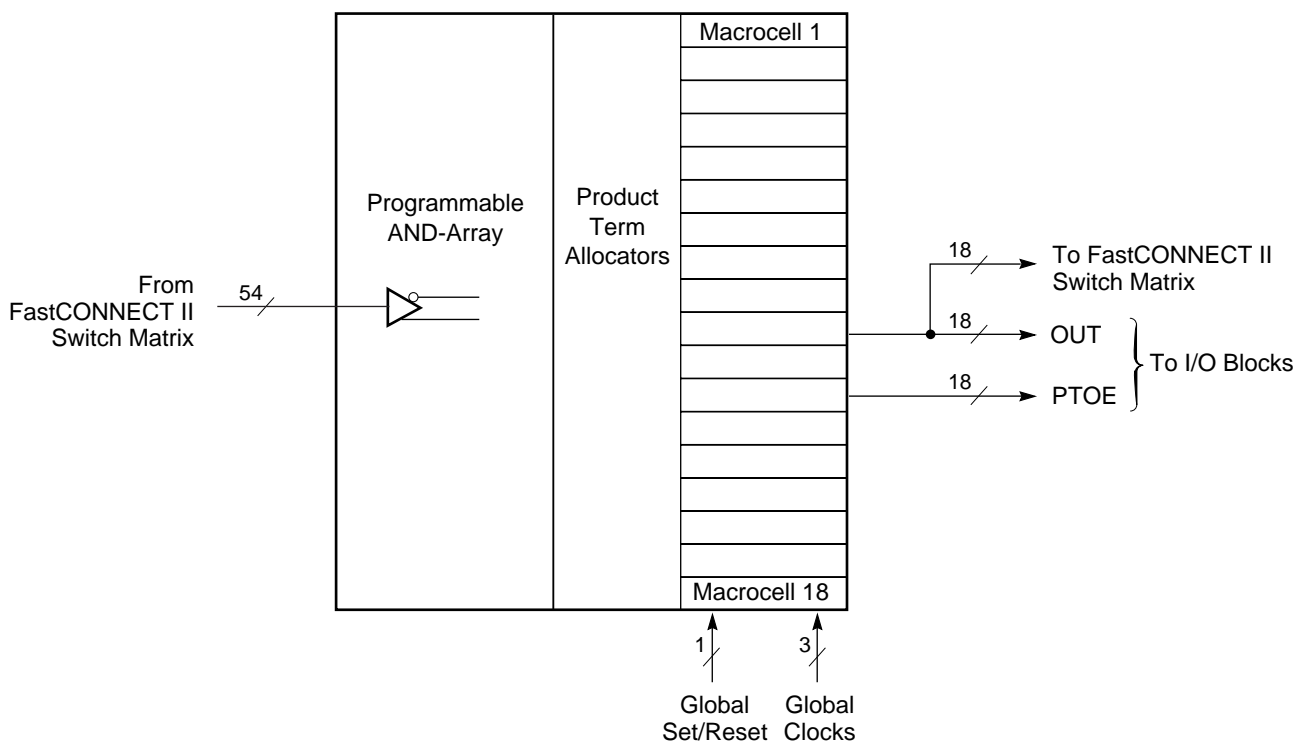 Macrocell 1
Programmable
AND-Array
Product
Term
Allocators
From
FastCONNECT II
Switch Matrix
54
18
To FastCONNECT II
Switch Matrix
18
OUT
To I/O Blocks
18
PTOE
Macrocell 18
1
3
Global
Set/Reset
Global
Clocks